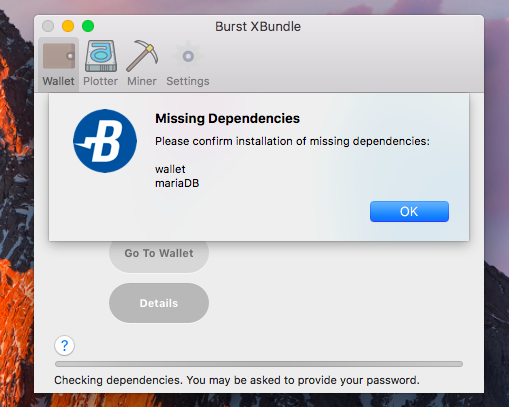 Burst XBundle
Wallet Plotter Miner Settings
Missing Dependencies
Please confirm installation of missing dependencies:
wallet
mariaDB
OK
Go To Wallet
Details
?
Checking dependencies. You may be asked to provide your password.